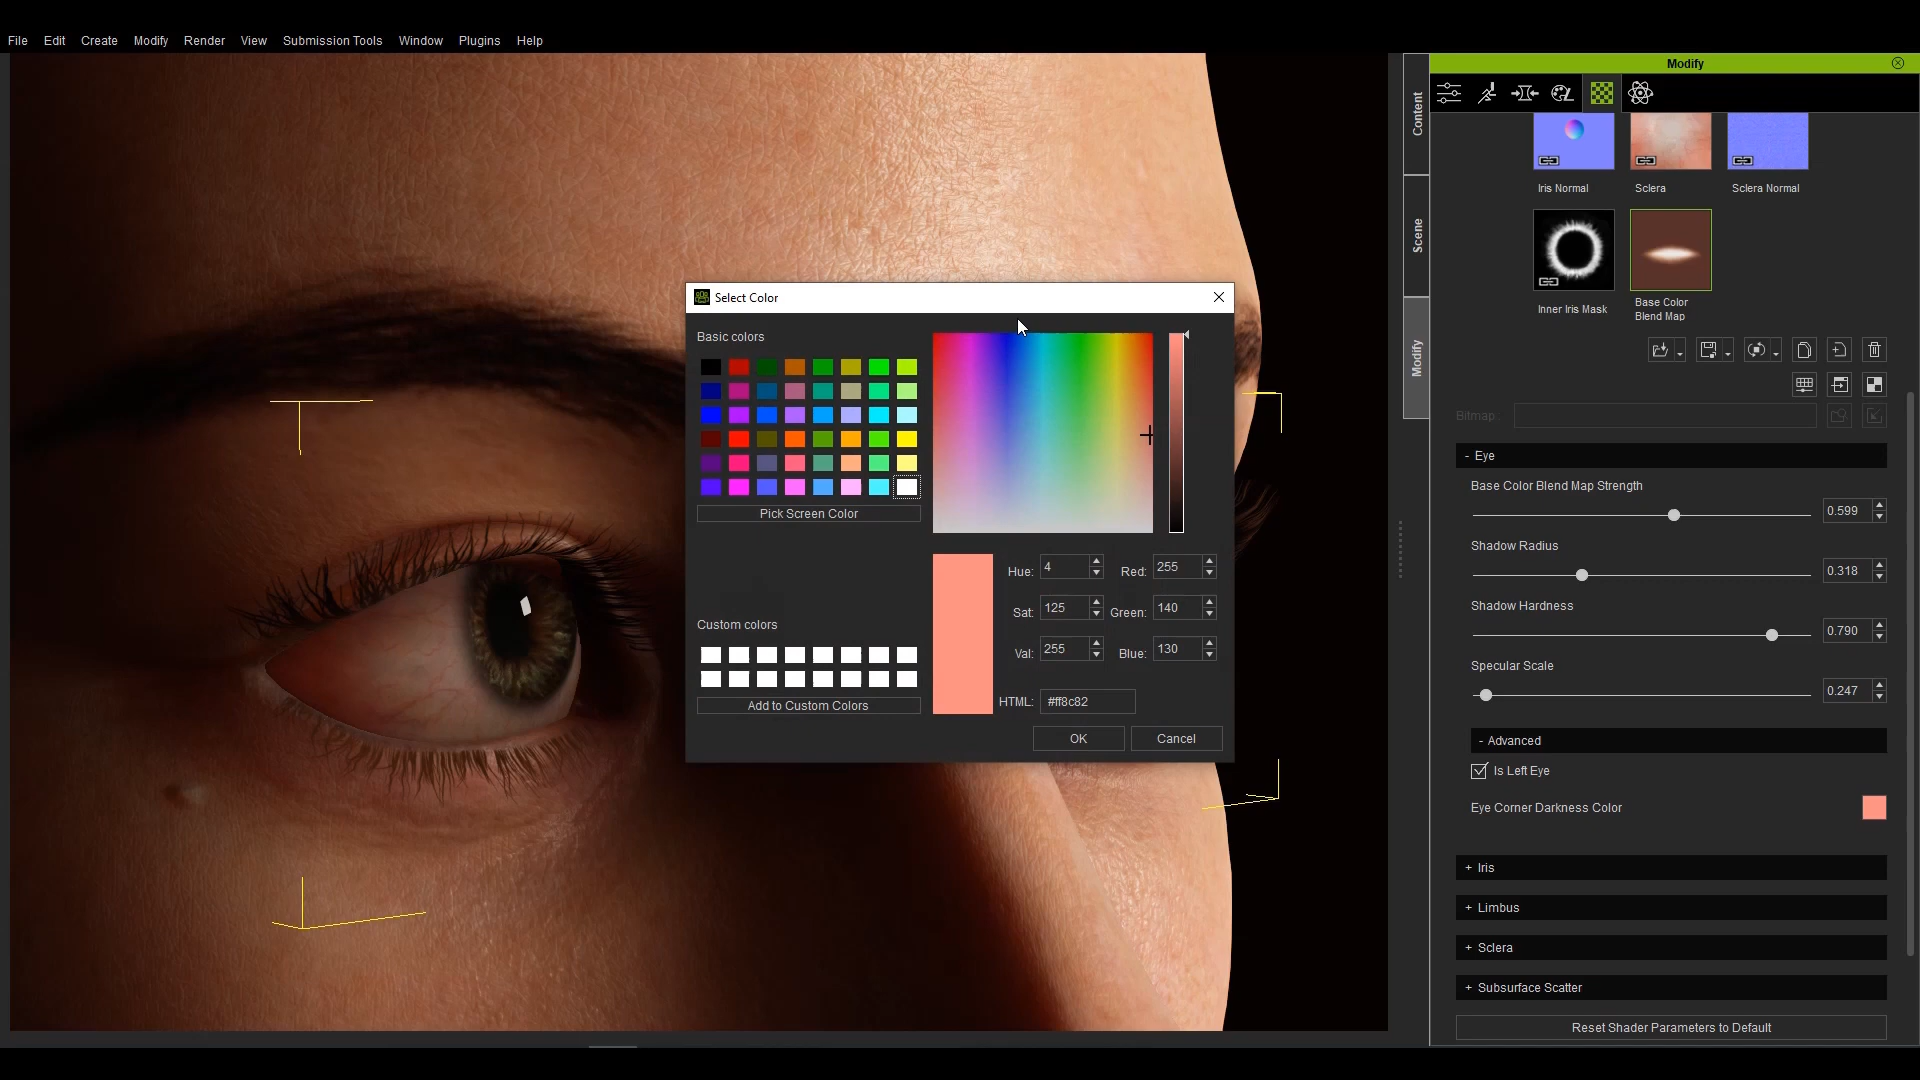 File Edit Create Modify Render View Submission Tools Window Plugins Help
Modify
Content
Scene
Modify
Iris Normal Sclera Sclera Normal
Inner Iris Mask Base Color
Blend Map
Bitmap
- Eye
Base Color Blend Map Strength
0.599
Shadow Radius
0.318
Shadow Hardness
0.790
Specular Scale
0.247
- Advanced
Is Left Eye
Eye Corner Darkness Color
+ Iris
+ Limbus
+ Sclera
+ Subsurface Scatter
Reset Shader Parameters to Default
Select Color
Basic colors
Pick Screen Color
Custom colors
Add to Custom Colors
Hue: 4 Red: 255
Sat: 125 Green: 140
Val: 255 Blue: 130
HTML: #ff8c82
OK Cancel